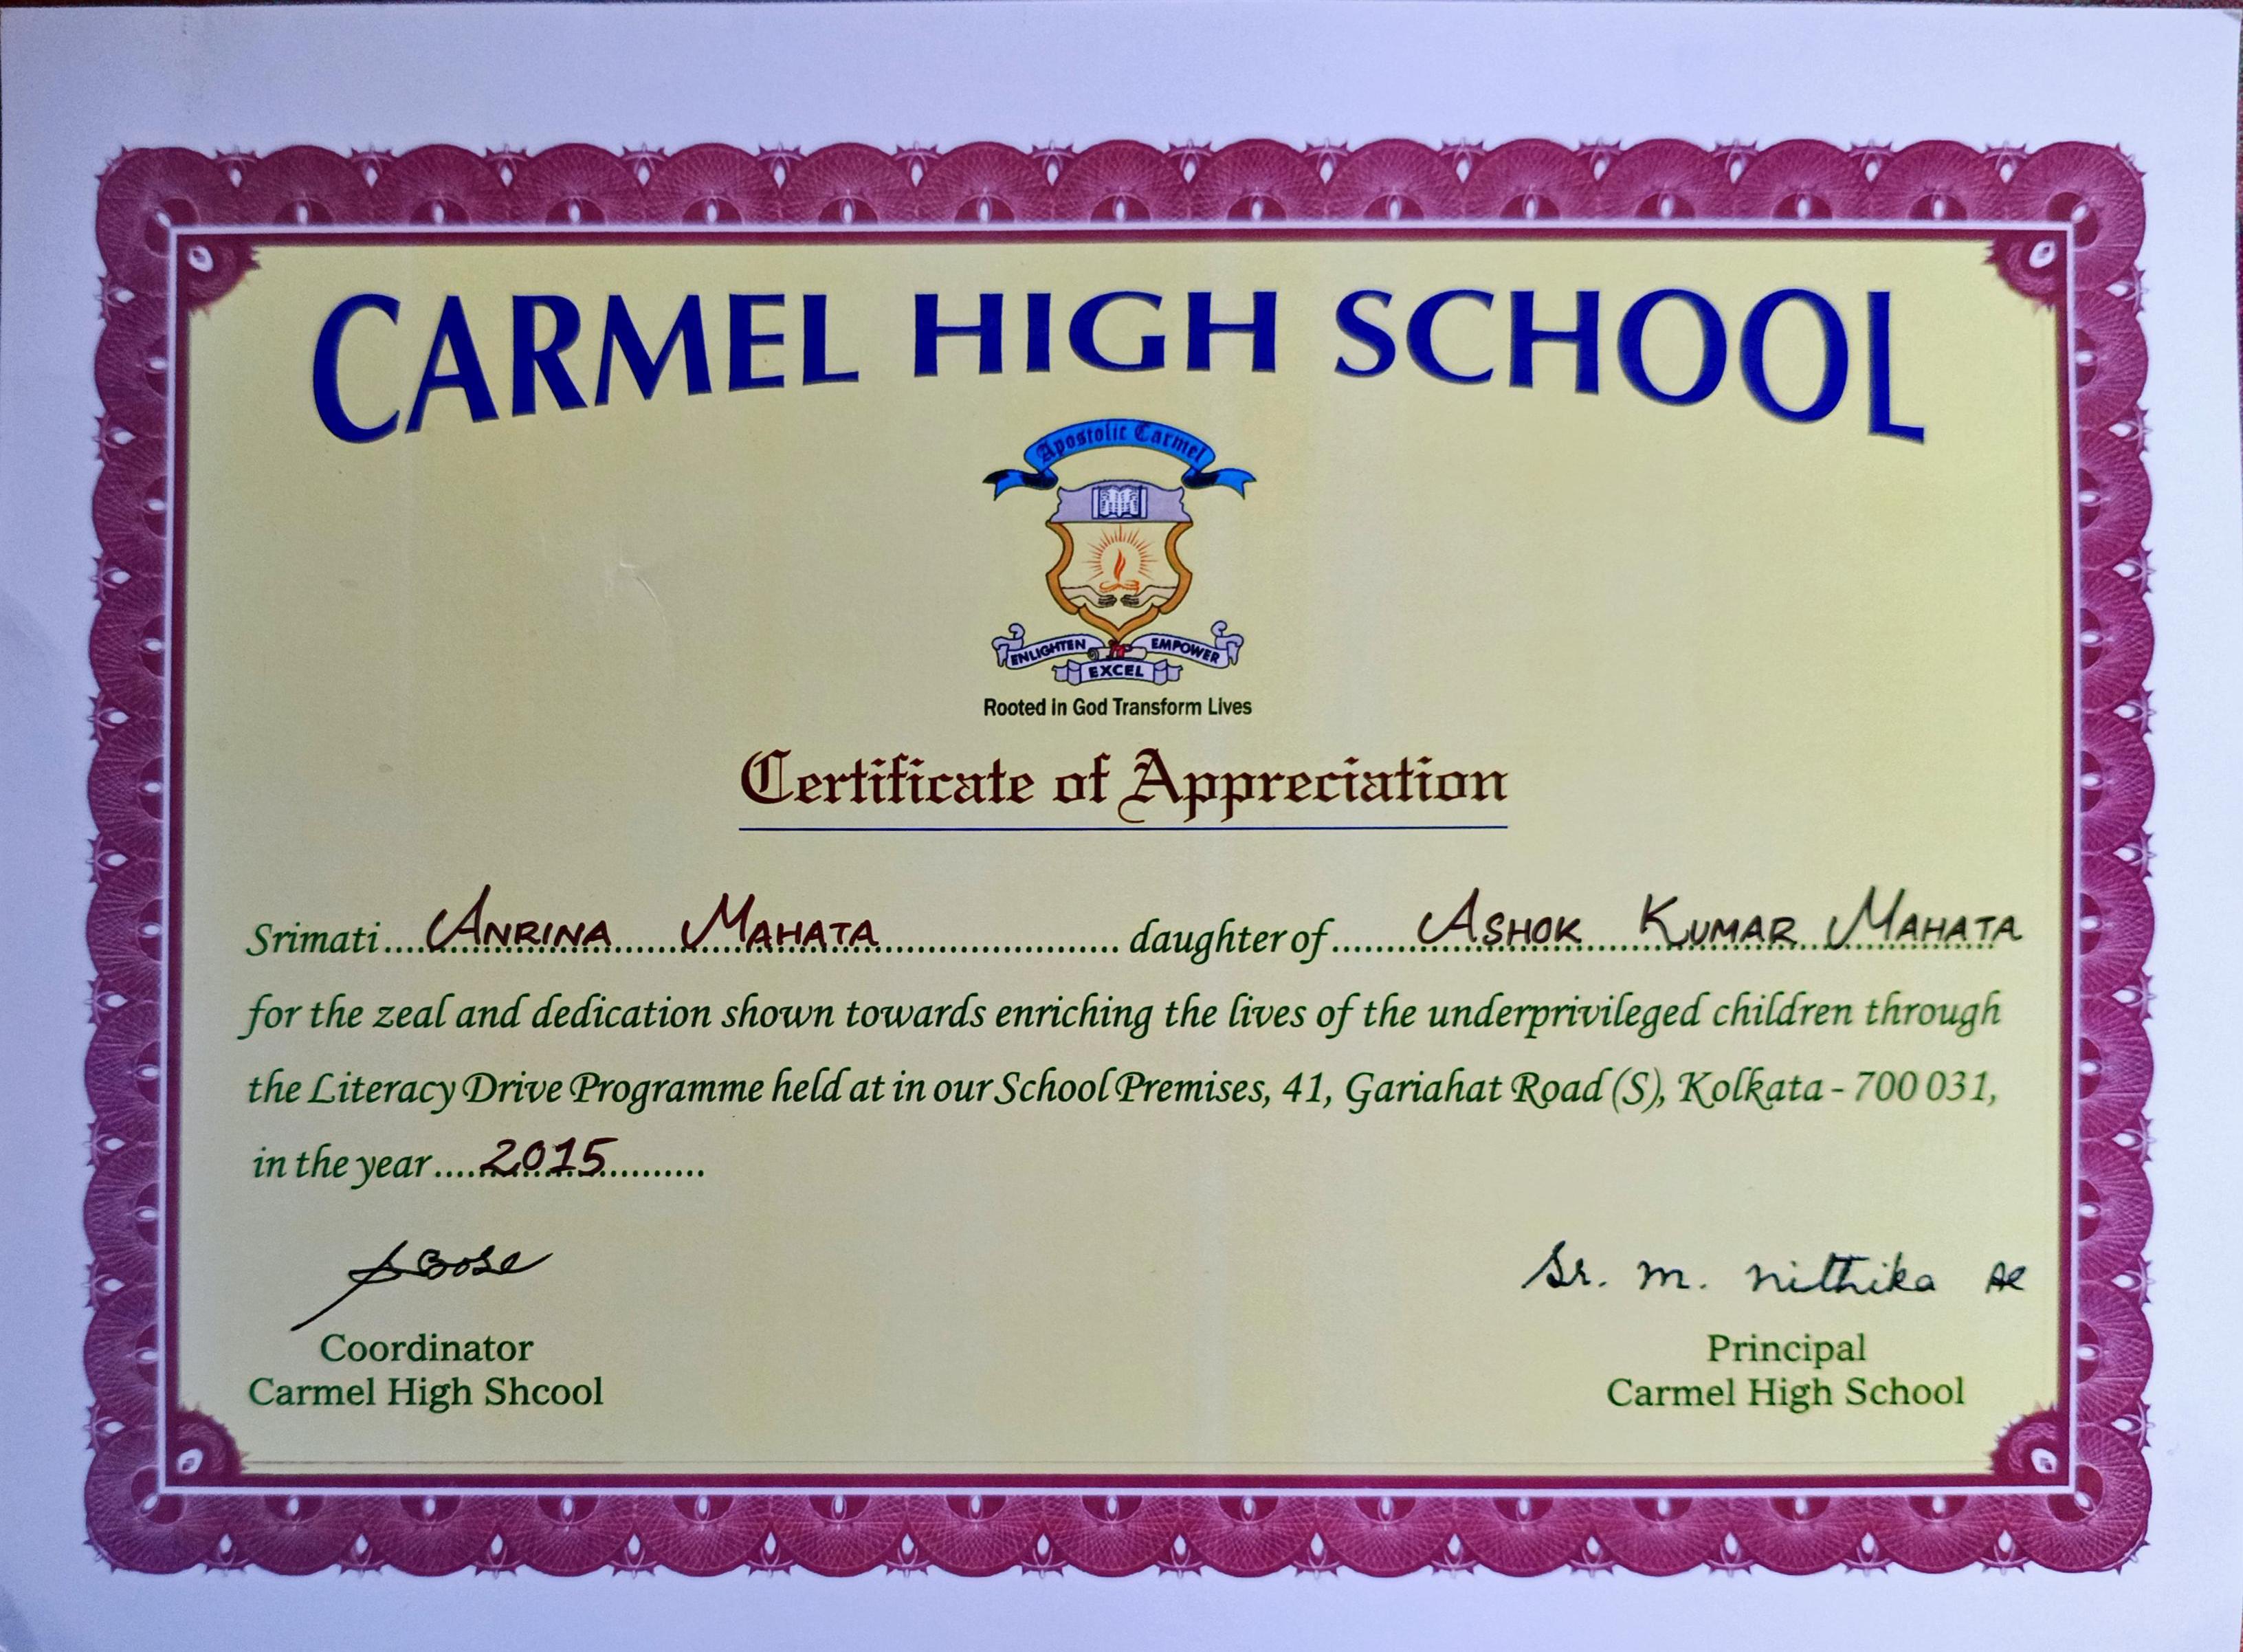 CARMEL HIGH SCHOOL
Apostolic Carmel
ENLIGHTEN EMPOWER
EXCEL
Rooted in God Transform Lives
Certificate of Appreciation
Srimati.... ANRINA MAHATA .......... daughter of ........ ASHOK KUMAR MAHATA
for the zeal and dedication shown towards enriching the lives of the underprivileged children through
the Literacy Drive Programme held at in our School Premises, 41, Gariahat Road (S), Kolkata - 700 031,
in the year.... 2015 ..........
SBose Sr. M. Nithika AC
Coordinator Principal
Carmel High Shcool Carmel High School